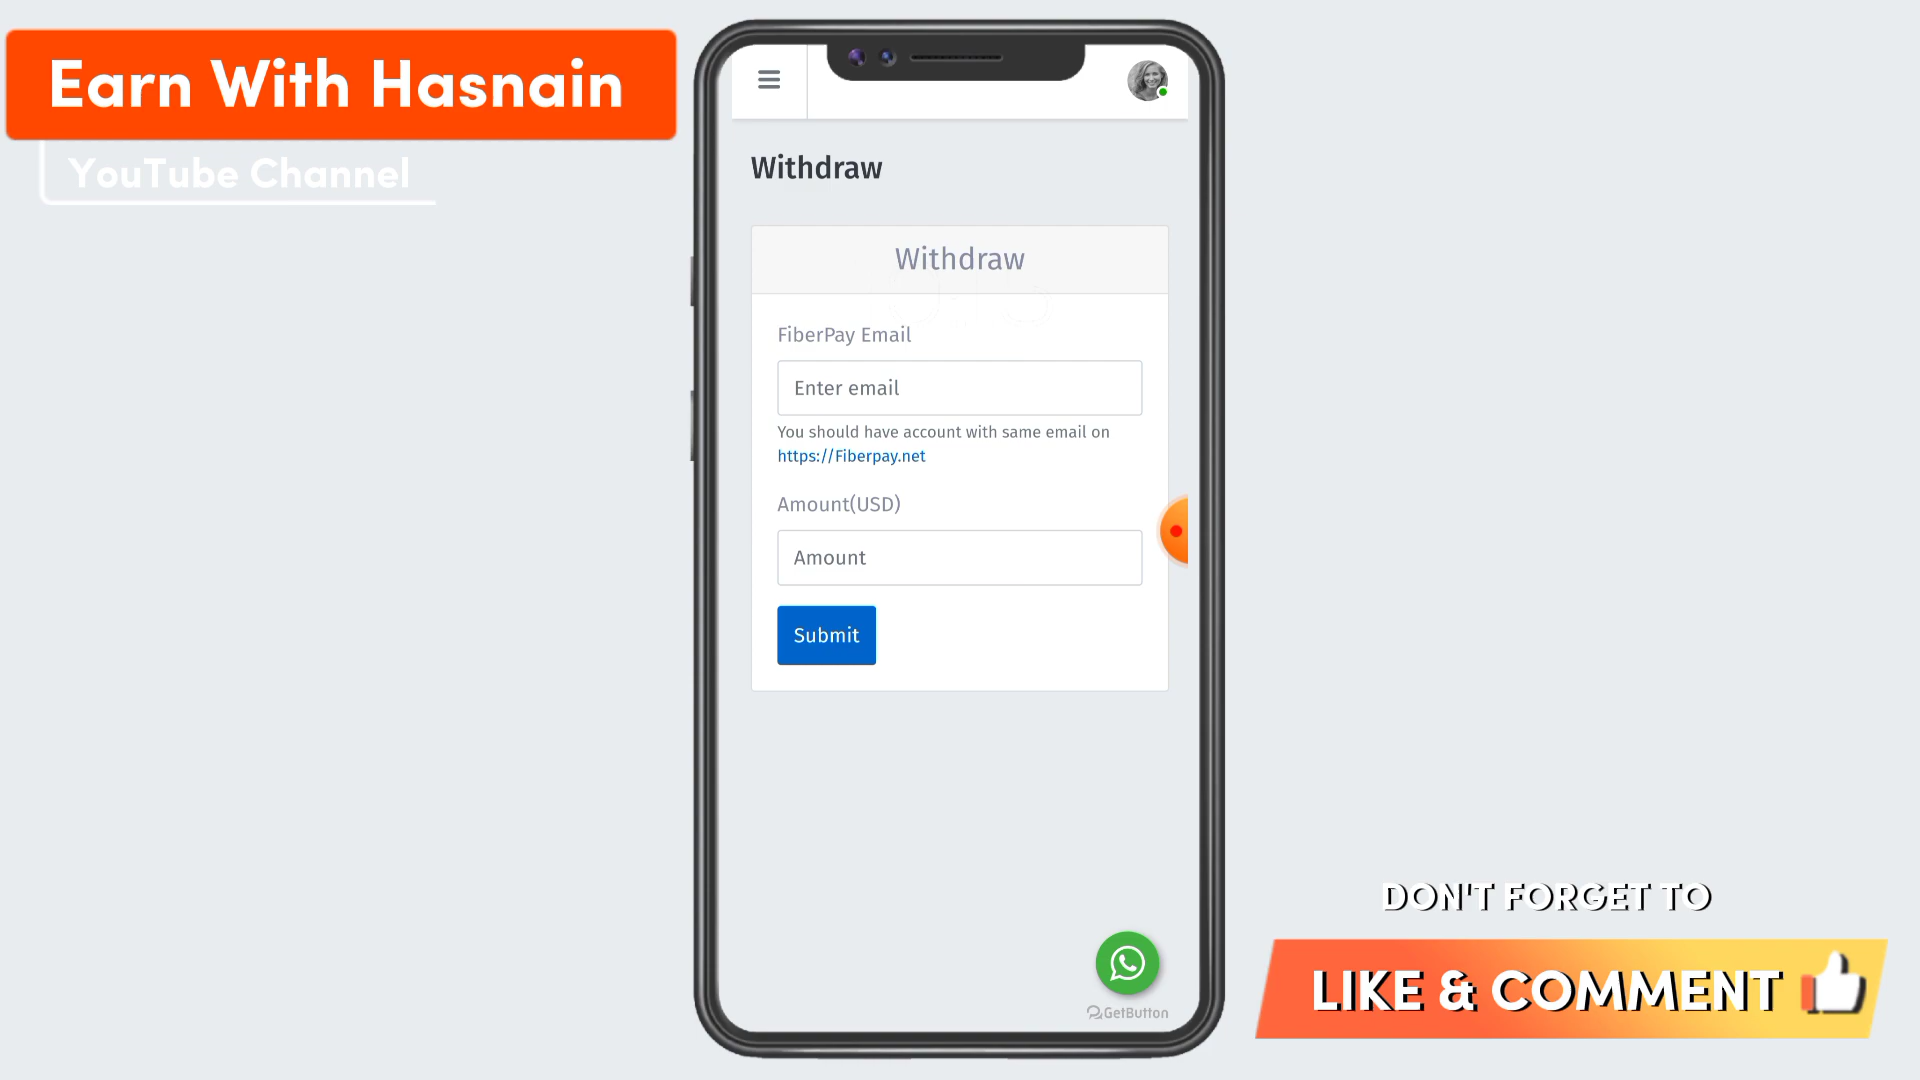 Earn With Hasnain
YouTube Channel
Withdraw
Withdraw
FiberPay Email
Enter email
You should have account with same email on
https://Fiberpay.net
Amount(USD)
Amount
Submit
GetButton
DON'T FORGET TO
LIKE & COMMENT